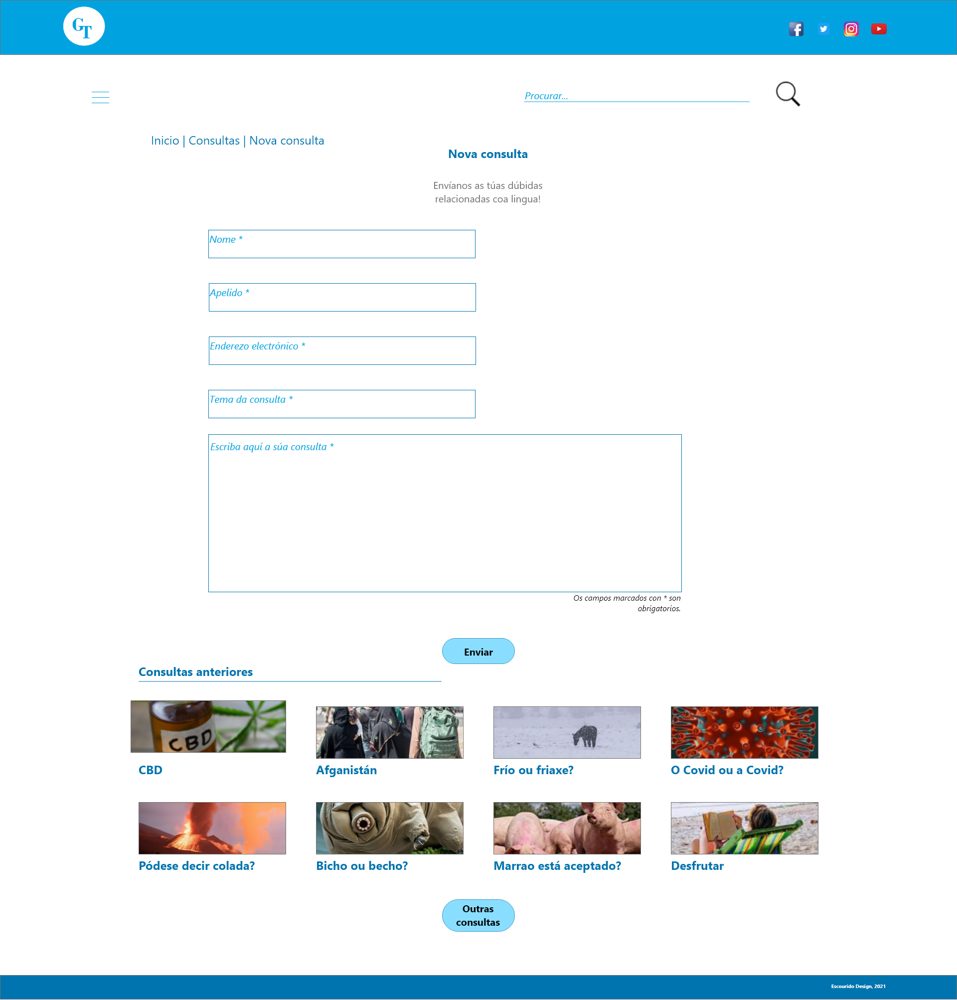 GT
Procurar...
Inicio | Consultas | Nova consulta
Nova consulta
Envíanos as túas dúbidas
relacionadas coa lingua!
Nome *
Apelido *
Enderezo electrónico *
Tema da consulta *
Escriba aquí a súa consulta *
Os campos marcados con * son
obrigatorios.
Enviar
Consultas anteriores
CBD
CBD
Afganistán
Frío ou friaxe?
O Covid ou a Covid?
Pódese decir colada?
Bicho ou becho?
Marrao está aceptado?
Desfrutar
Outras
consultas
Escourido Design, 2021